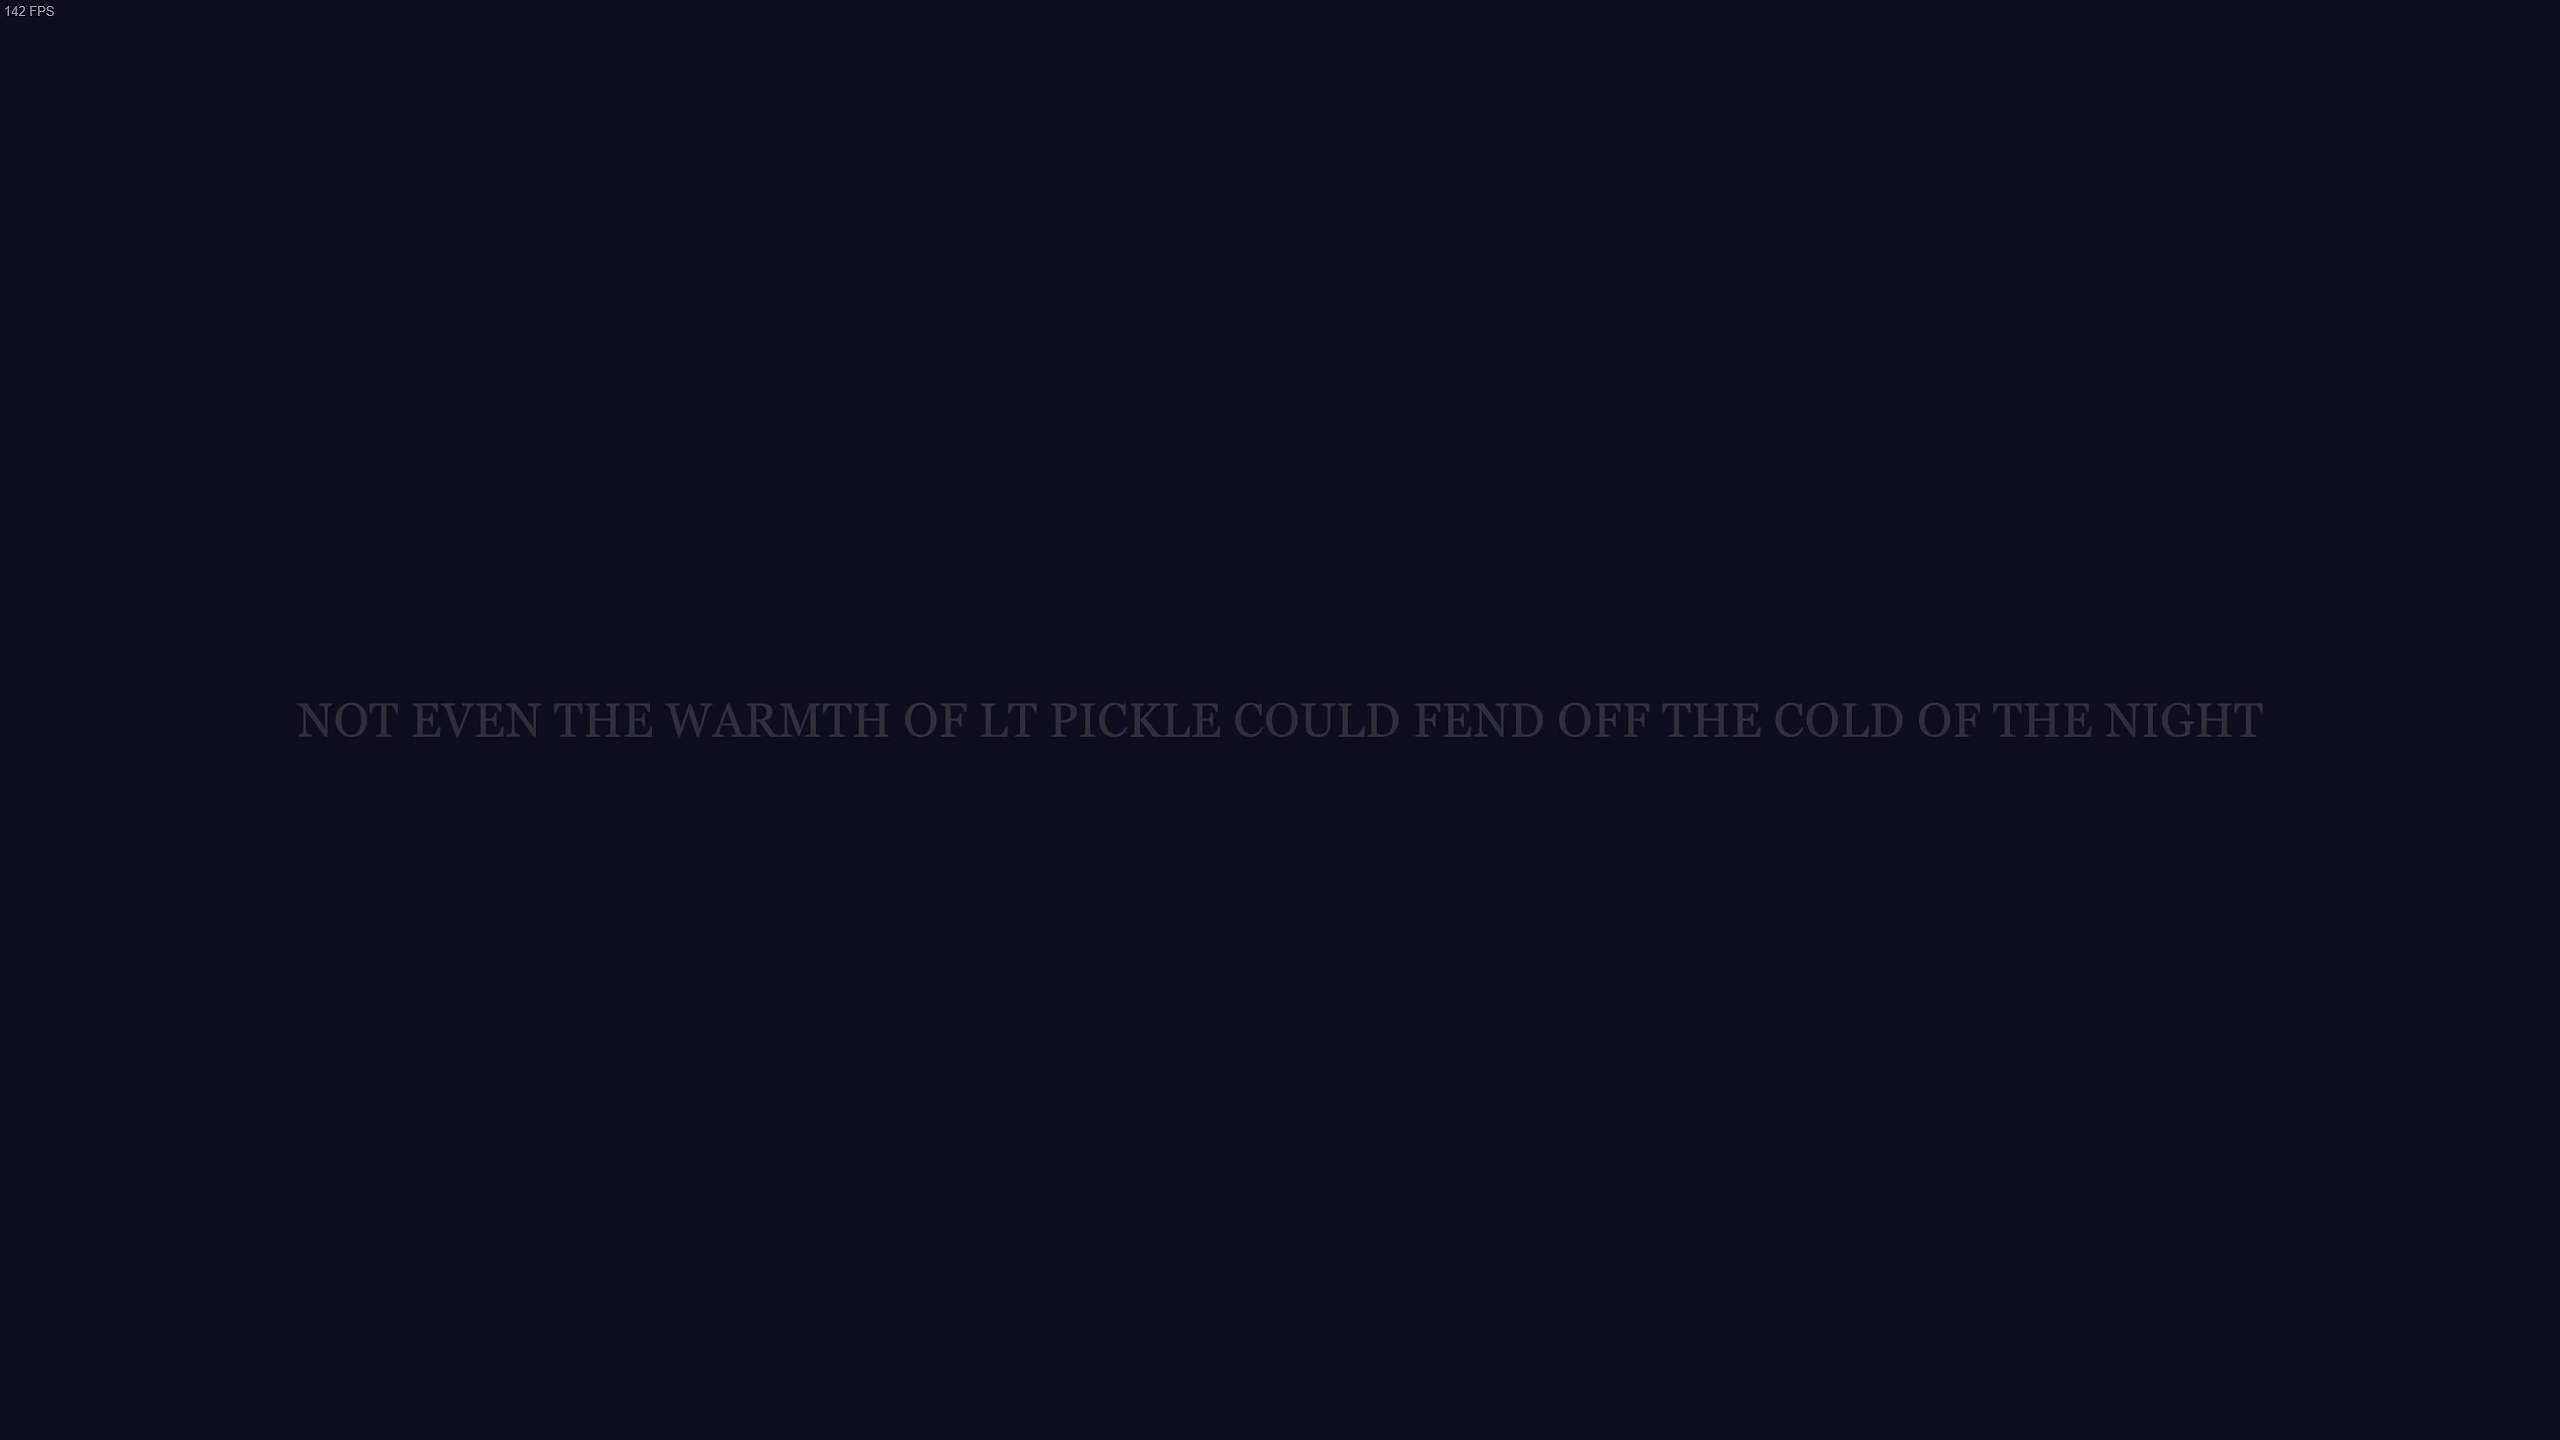 142 FPS
NOT EVEN THE WARMTH OF LT PICKLE COULD FEND OFF THE COLD OF THE NIGHT